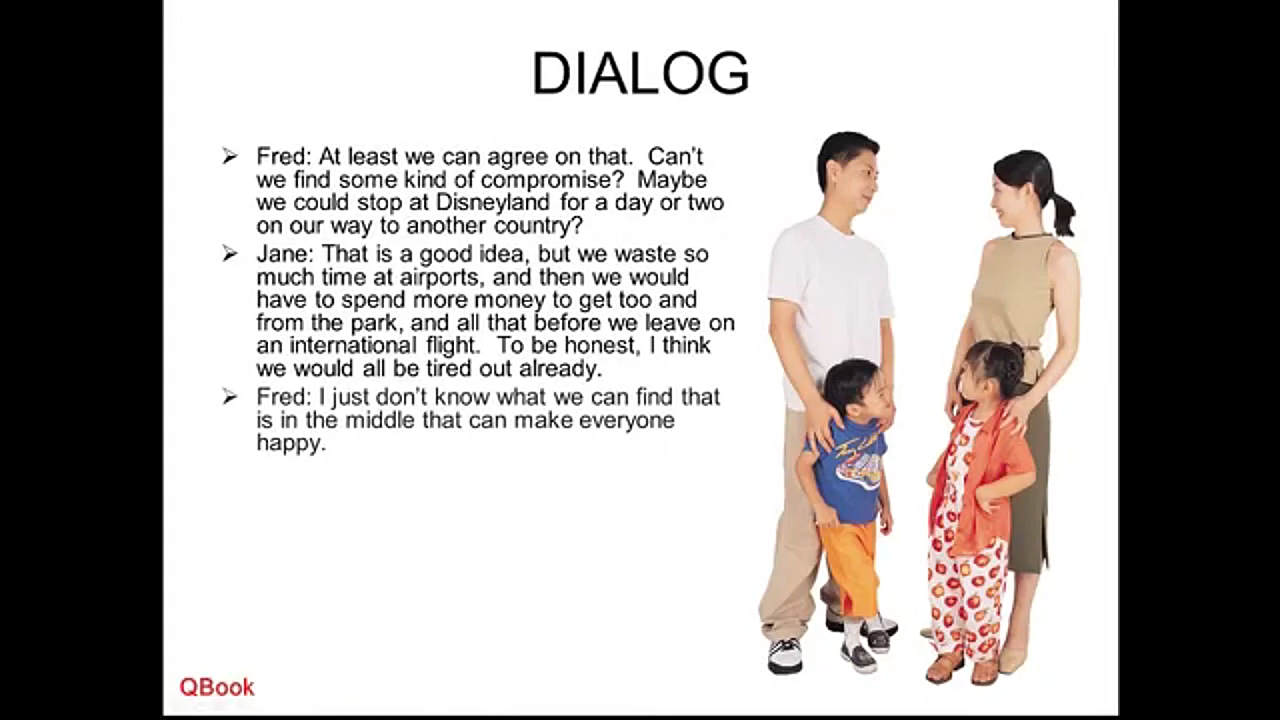 DIALOG
Fred: At least we can agree on that. Can't
we find some kind of compromise? Maybe
we could stop at Disneyland for a day or two
on our way to another country?
Jane: That is a good idea, but we waste so
much time at airports, and then we would
have to spend more money to get too and
from the park, and all that before we leave on
an international flight. To be honest, I think
we would all be tired out already.
Fred: I just don't know what we can find that
is in the middle that can make everyone
happy.
QBook